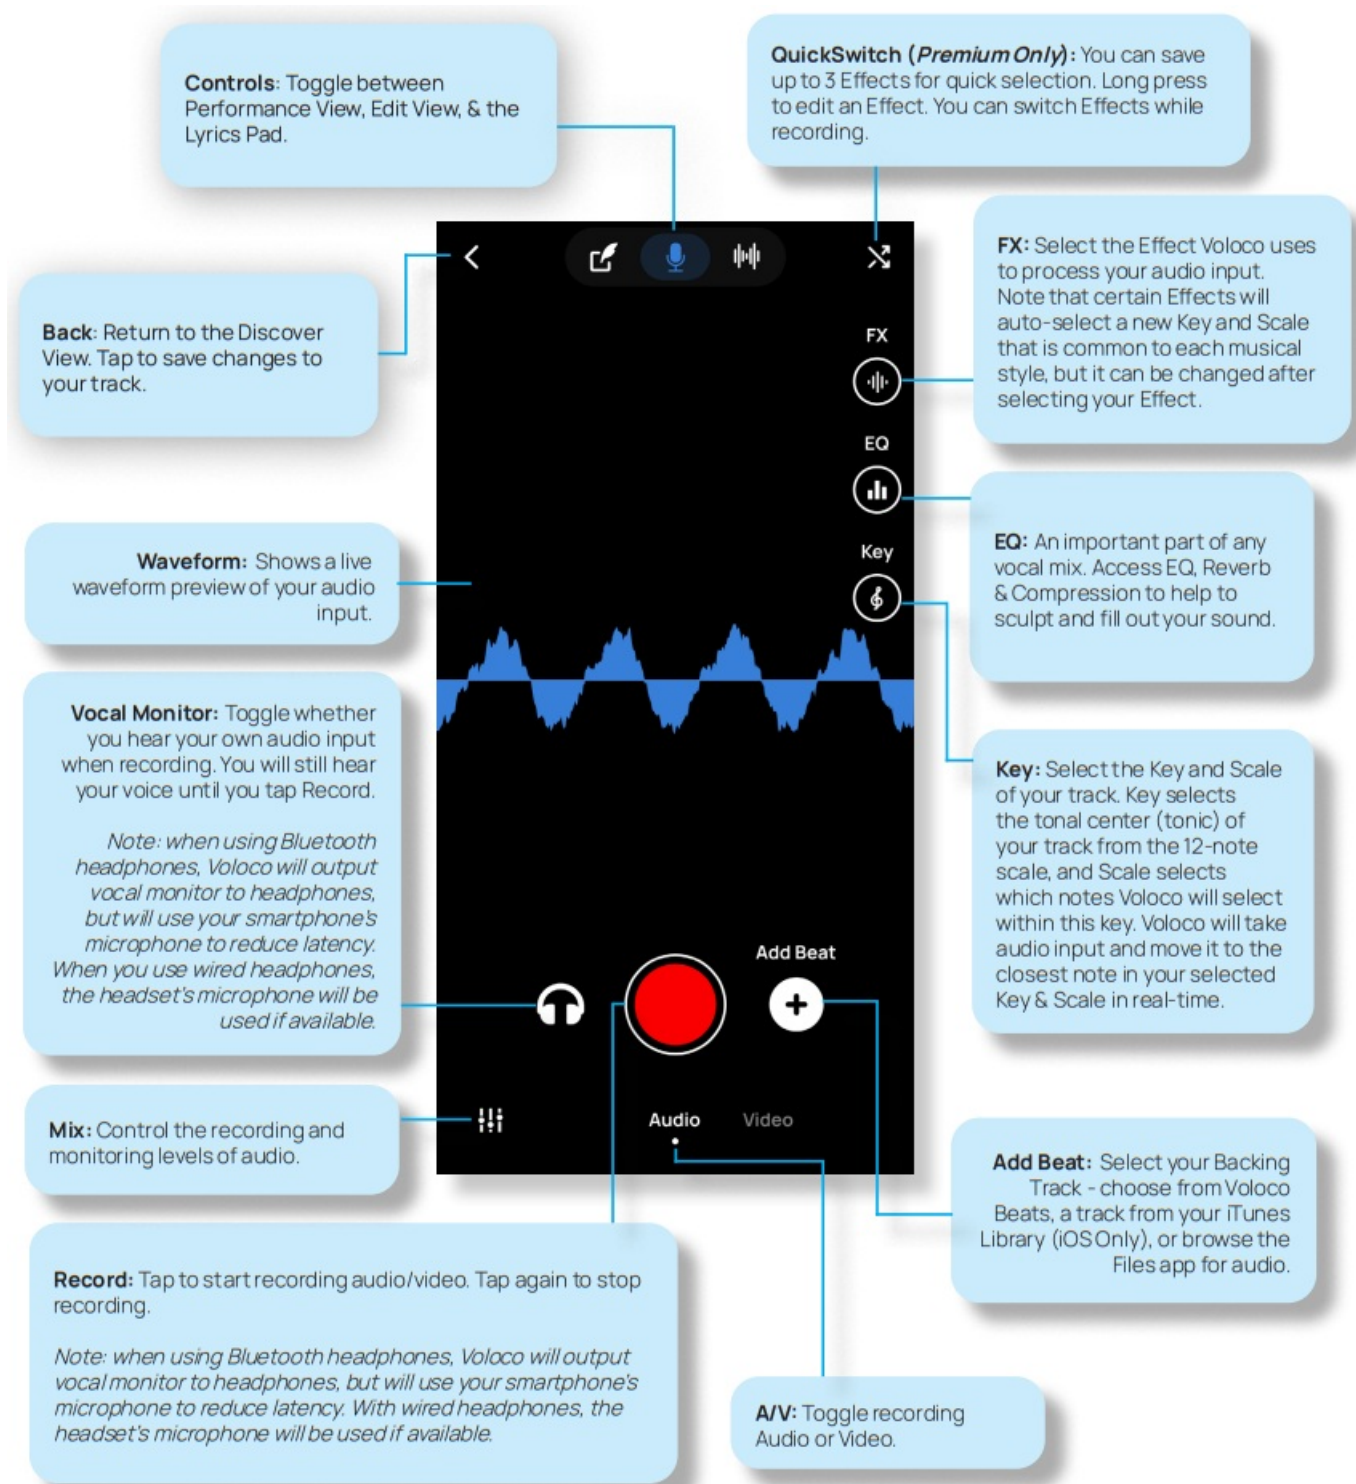 Controls: Toggle between
Performance View, Edit View, & the
Lyrics Pad.
QuickSwitch (Premium Only): You can save
up to 3 Effects for quick selection. Long press
to edit an Effect. You can switch Effects while
recording.
Back: Return to the Discover
View. Tap to save changes to
your track.
FX: Select the Effect Voloco uses
to process your audio input.
Note that certain Effects will
auto-select a new Key and Scale
that is common to each musical
style, but it can be changed after
selecting your Effect.
FX
EQ
Key
Waveform: Shows a live
waveform preview of your audio
input.
EQ: An important part of any
vocal mix. Access EQ, Reverb
& Compression to help to
sculpt and fill out your sound.
Vocal Monitor: Toggle whether
you hear your own audio input
when recording. You will still hear
your voice until you tap Record.
Note: when using Bluetooth
headphones, Voloco will output
vocal monitor to headphones,
but will use your smartphone's
microphone to reduce latency.
When you use wired headphones,
the headset's microphone will be
used if available.
Key: Select the Key and Scale
of your track. Key selects
the tonal center (tonic) of
your track from the 12-note
scale, and Scale selects
which notes Voloco will select
within this key. Voloco will take
audio input and move it to the
closest note in your selected
Key & Scale in real-time.
Add Beat
Audio
Video
Mix: Control the recording and
monitoring levels of audio.
Add Beat: Select your Backing
Track - choose from Voloco
Beats, a track from your iTunes
Library (iOS Only), or browse the
Files app for audio.
Record: Tap to start recording audio/video. Tap again to stop
recording.
Note: when using Bluetooth headphones, Voloco will output
vocal monitor to headphones, but will use your smartphone's
microphone to reduce latency. With wired headphones, the
headset's microphone will be used if available.
A/V: Toggle recording
Audio or Video.